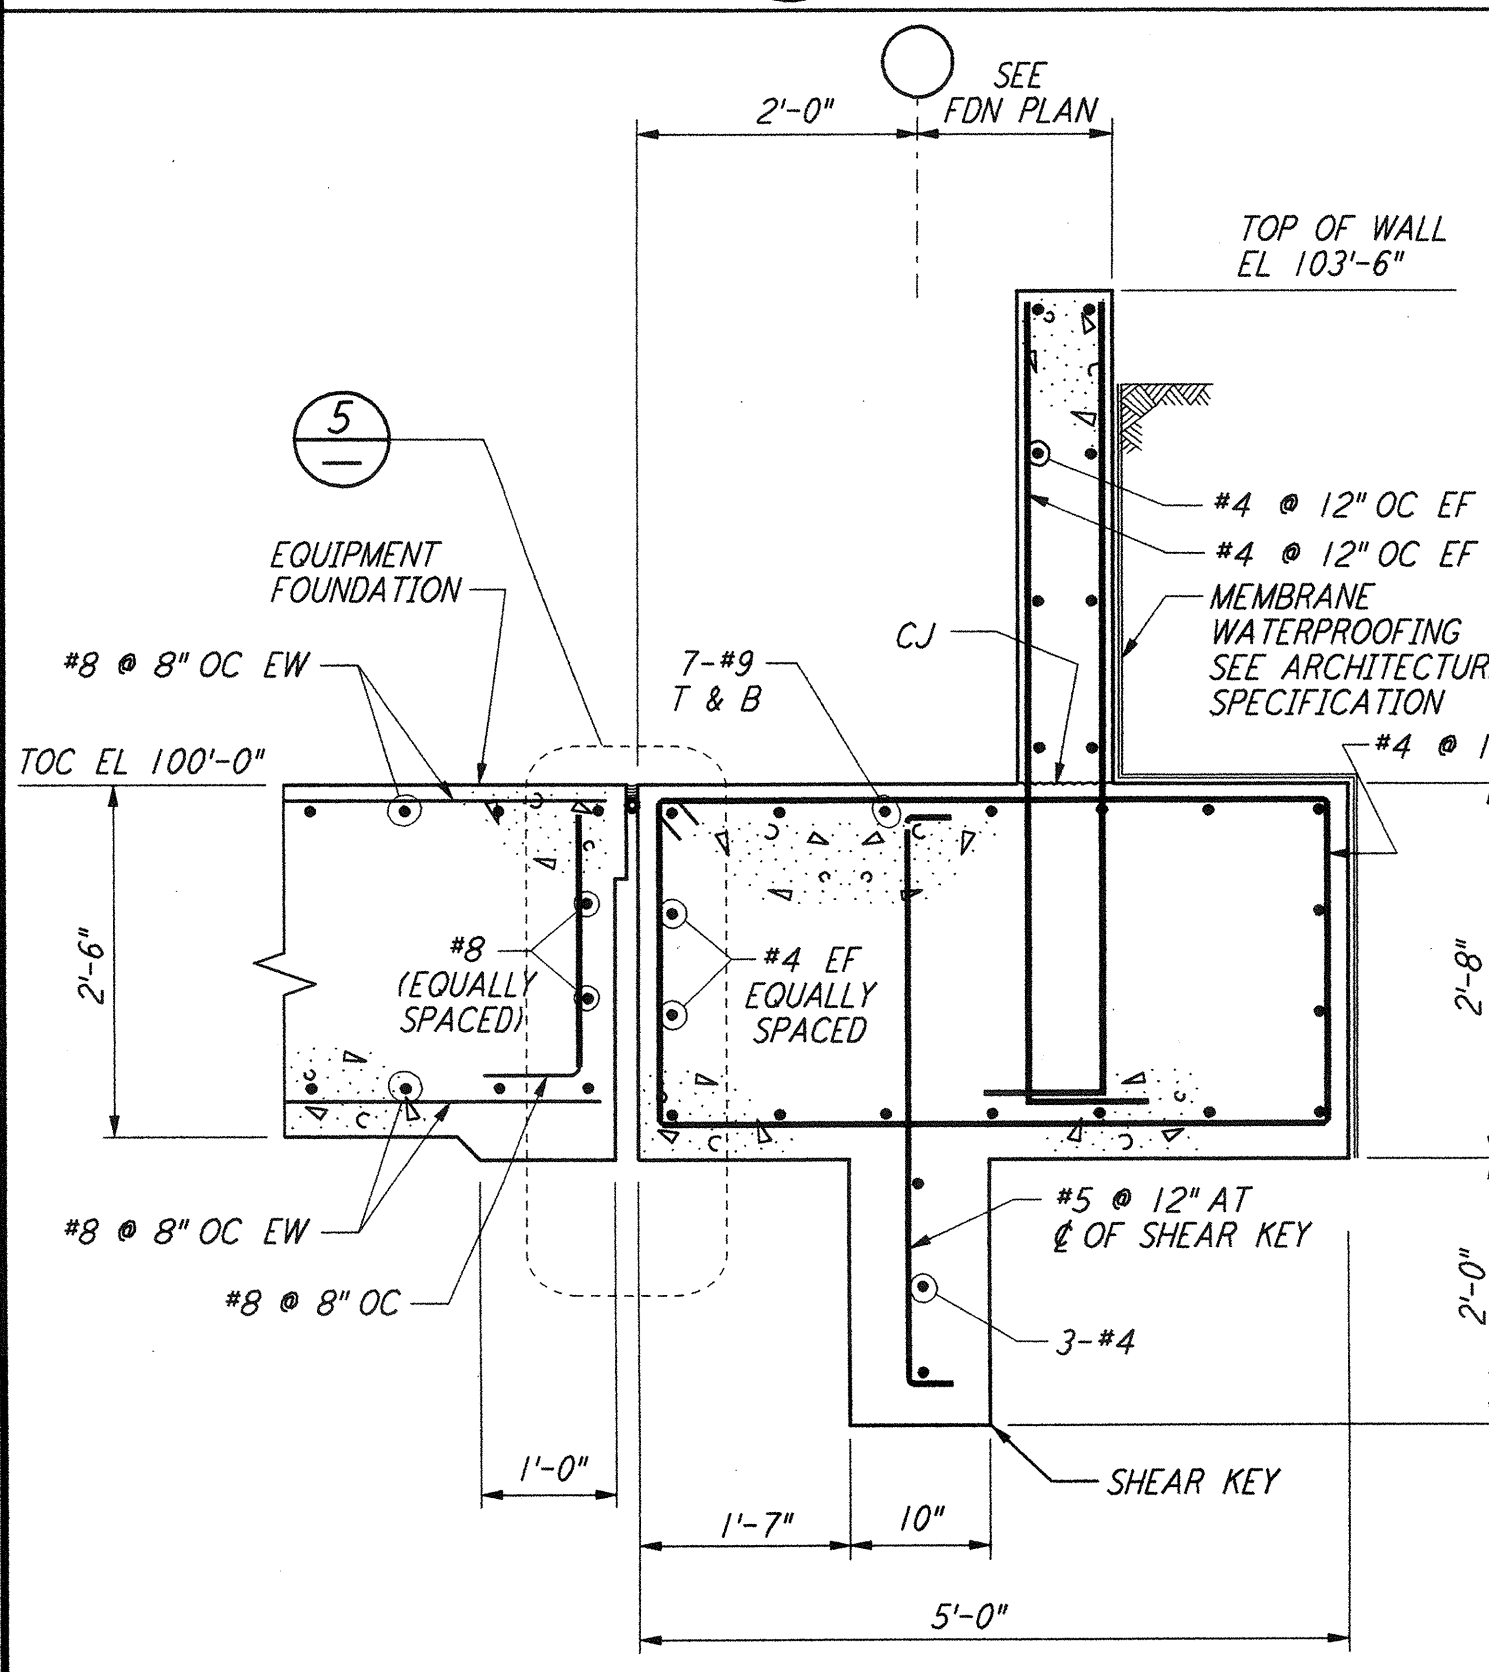 SEE
FDN PLAN
2'-0"
TOP OF WALL
EL 103'-6"
5
#4 @ 12" OC EF
#4 @ 12" OC EF
EQUIPMENT
FOUNDATION
MEMBRANE
WATERPROOFING
SEE
SPECIFICATION
CJ
#8 @ 8" OC EW
7-#9
T & B
#4 @
TOC EL 100'-0"
2'-6"
#8
(EQUALLY
SPACED)
#4 EF
EQUALLY
SPACED
2'-8"
#8 @ 8" OC EW
#5 @ 12" AT
℄ OF SHEAR KEY
#8 @ 8" OC
2'-0"
3-#4
1'-0"
SHEAR KEY
1'-7"
10"
5'-0"